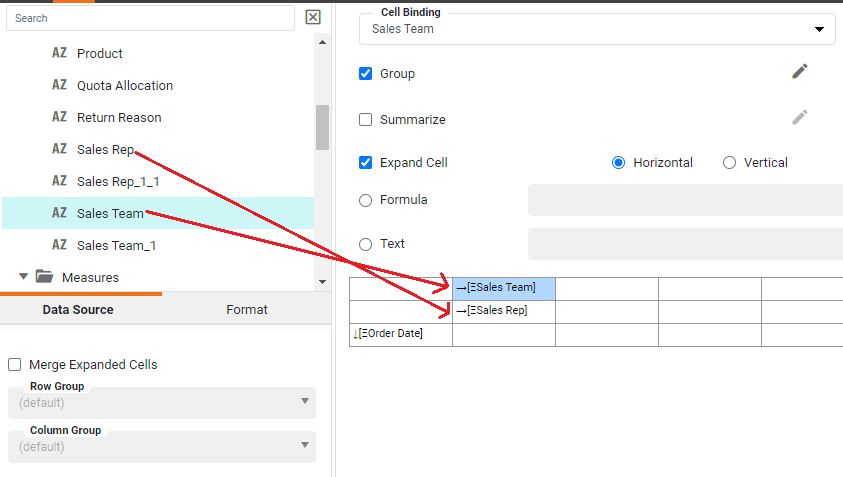 Search
AZ Product
AZ Quota Allocation
AZ Return Reason
AZ Sales Rep
AZ Sales Rep_1_1
AZ Sales Team
AZ Sales Team_1
Measures
Data Source Format
Merge Expanded Cells
Row Group
(default)
Column Group
(default)
Cell Binding
Sales Team
Group
Summarize
Expand Cell Horizontal Vertical
Formula
Text
→[ΞSales Team]
→[ΞSales Rep]
↓[ΞOrder Date]